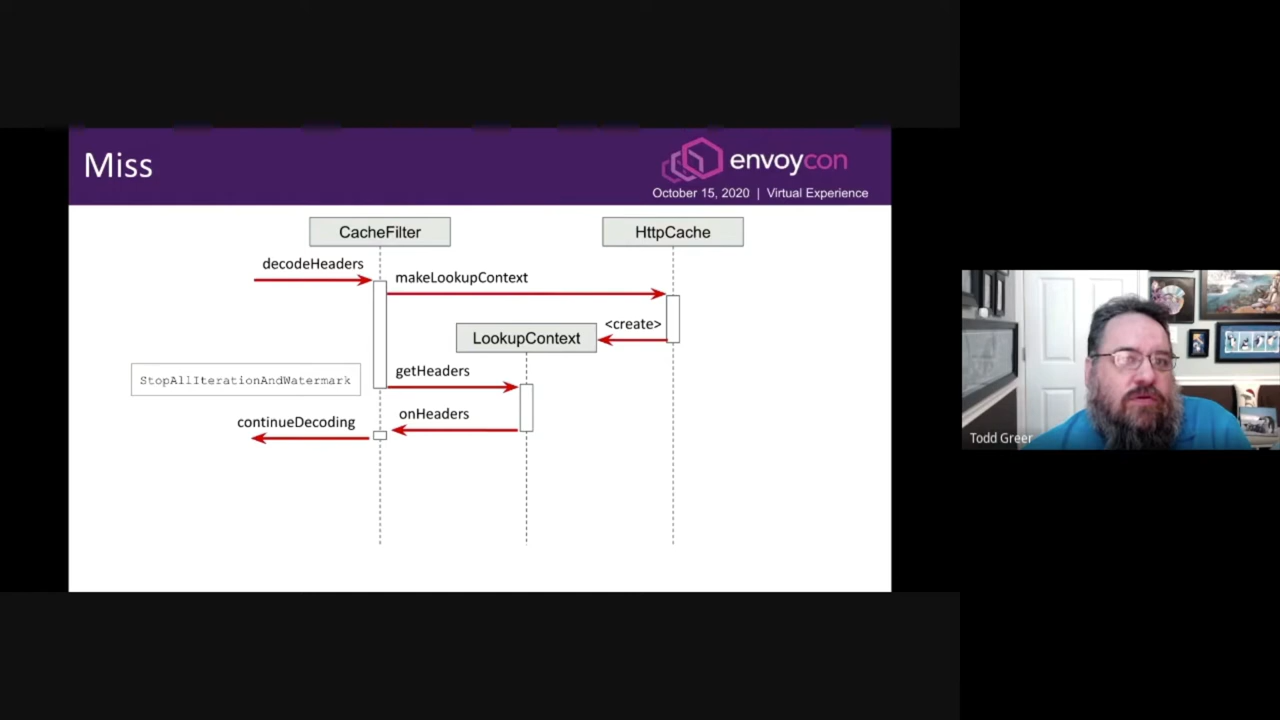 Miss
envoycon
October 15, 2020 | Virtual Experience
CacheFilter
HttpCache
decodeHeaders
makeLookupContext
<create>
LookupContext
getHeaders
StopAllIterationAndWatermark
onHeaders
continueDecoding
Todd Greer